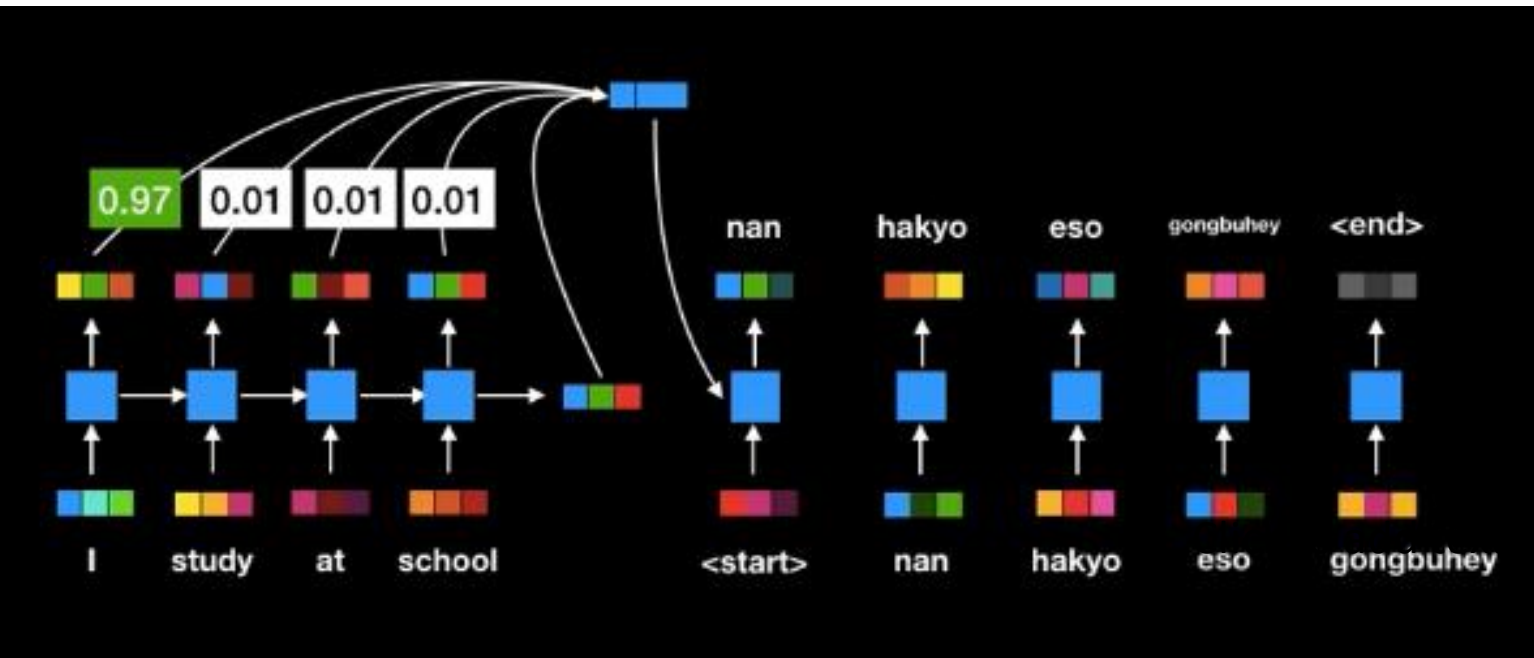 0.97 0.01 0.01 0.01
nan hakyo eso gongbuhey <end>
I study at school <start> nan hakyo eso gongbuhey